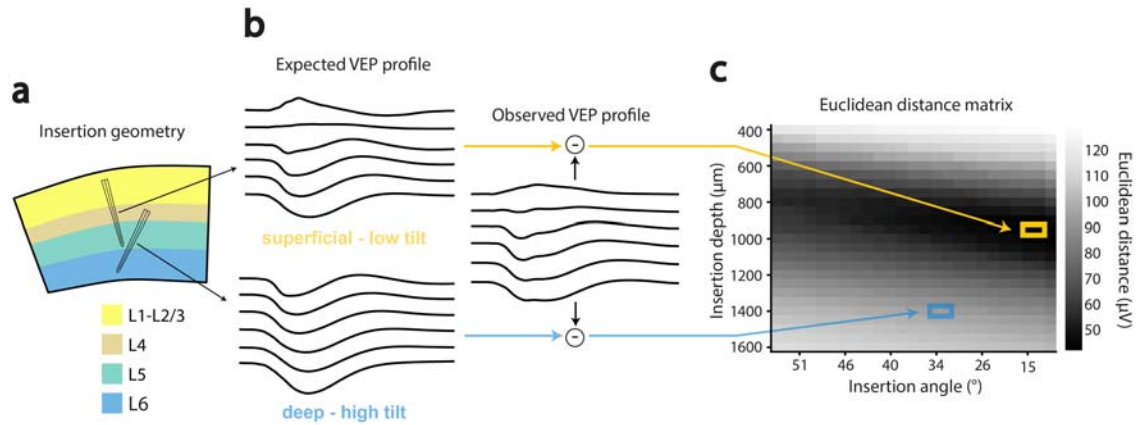 a
Insertion geometry
L1-L2/3
L4
L5
L6
b
Expected VEP profile
superficial - low tilt
deep - high tilt
Observed VEP profile
-
-
c
Euclidean distance matrix
Insertion depth (µm)
400
600
800
1000
1200
1400
1600
51 46 34 26 15
Insertion angle (°)
120
110
100
90
80
70
60
50
Euclidean distance (µV)